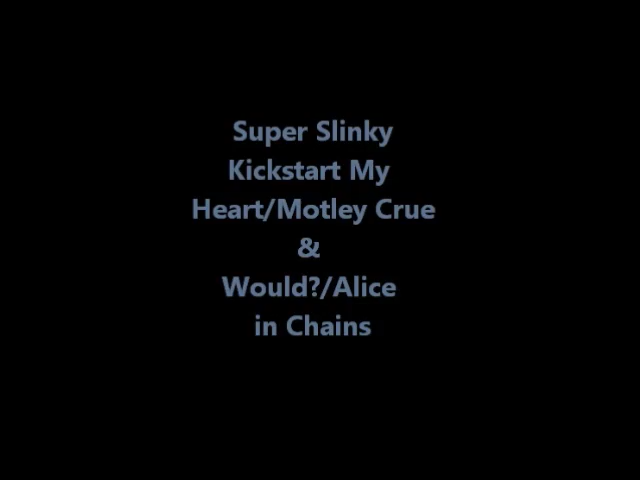 Super Slinky
Kickstart My
Heart/Motley Crue
&
Would?/Alice
in Chains